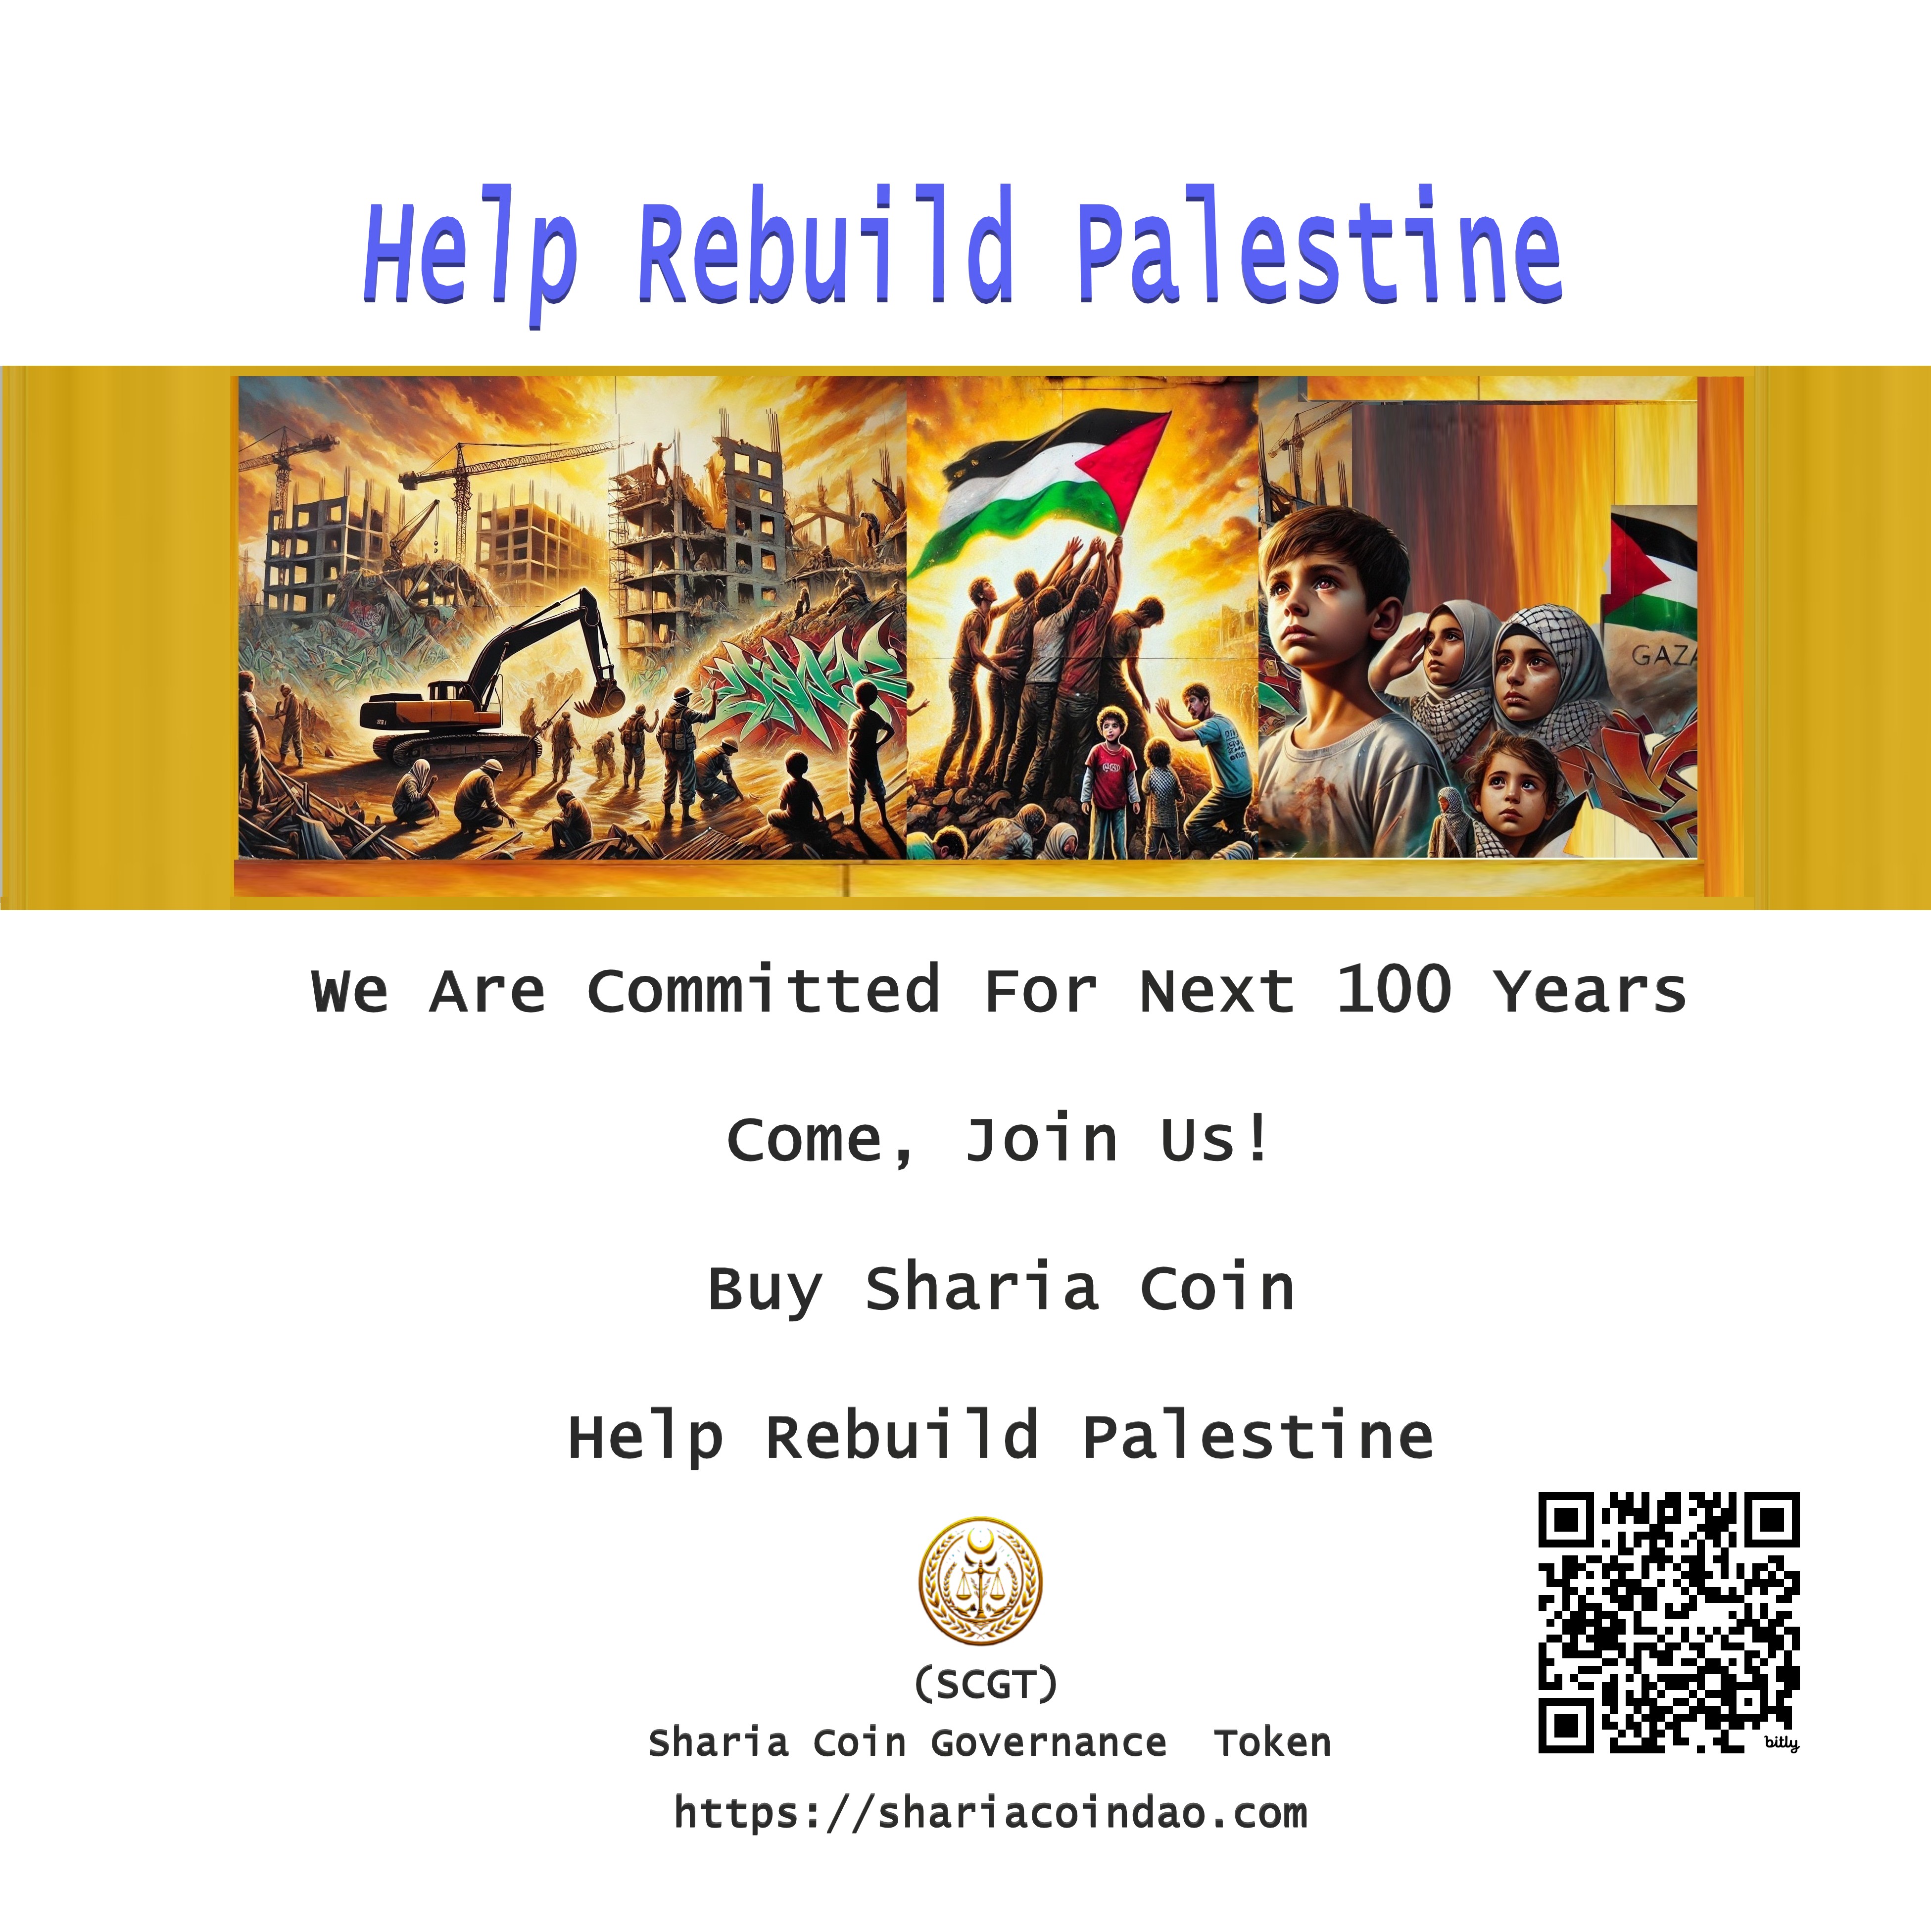 Help Rebuild Palestine
GAZA
We Are Committed For Next 100 Years
Come, Join Us!
Buy Sharia Coin
Help Rebuild Palestine
(SCGT)
Sharia Coin Governance Token
https://shariacoindao.com
bitly